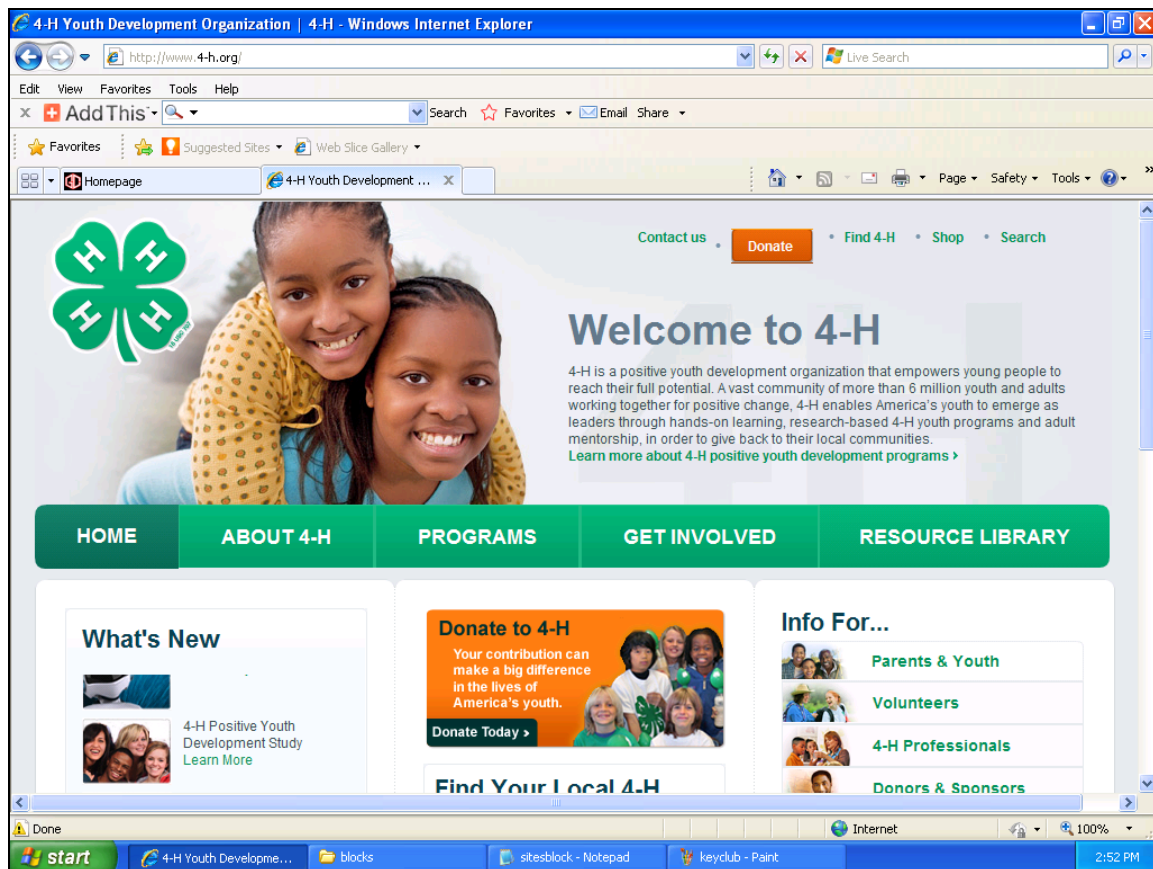 4-H Youth Development Organization | 4-H - Windows Internet Explorer
http://www.4-h.org/
Live Search
Edit View Favorites Tools Help
x AddThis Search Favorites Email Share
Favorites Suggested Sites Web Slice Gallery
Homepage 4-H Youth Development ... X Page Safety Tools »
H H H H
Contact us • Donate • Find 4-H • Shop • Search
Welcome to 4-H
4-H is a positive youth development organization that empowers young people to
reach their full potential. A vast community of more than 6 million youth and adults
working together for positive change, 4-H enables America's youth to emerge as
leaders through hands-on learning, research-based 4-H youth programs and adult
mentorship, in order to give back to their local communities.
Learn more about 4-H positive youth development programs ›
HOME ABOUT 4-H PROGRAMS GET INVOLVED RESOURCE LIBRARY
What's New
4-H Positive Youth
Development Study
Learn More
Donate to 4-H
Your contribution can
make a big difference
in the lives of
America's youth.
Donate Today ›
Find Your Local 4-H
Info For...
Parents & Youth
Volunteers
4-H Professionals
Donors & Sponsors
Done Internet 100%
start 4-H Youth Developme... blocks sitesblock - Notepad keyclub - Paint 2:52 PM